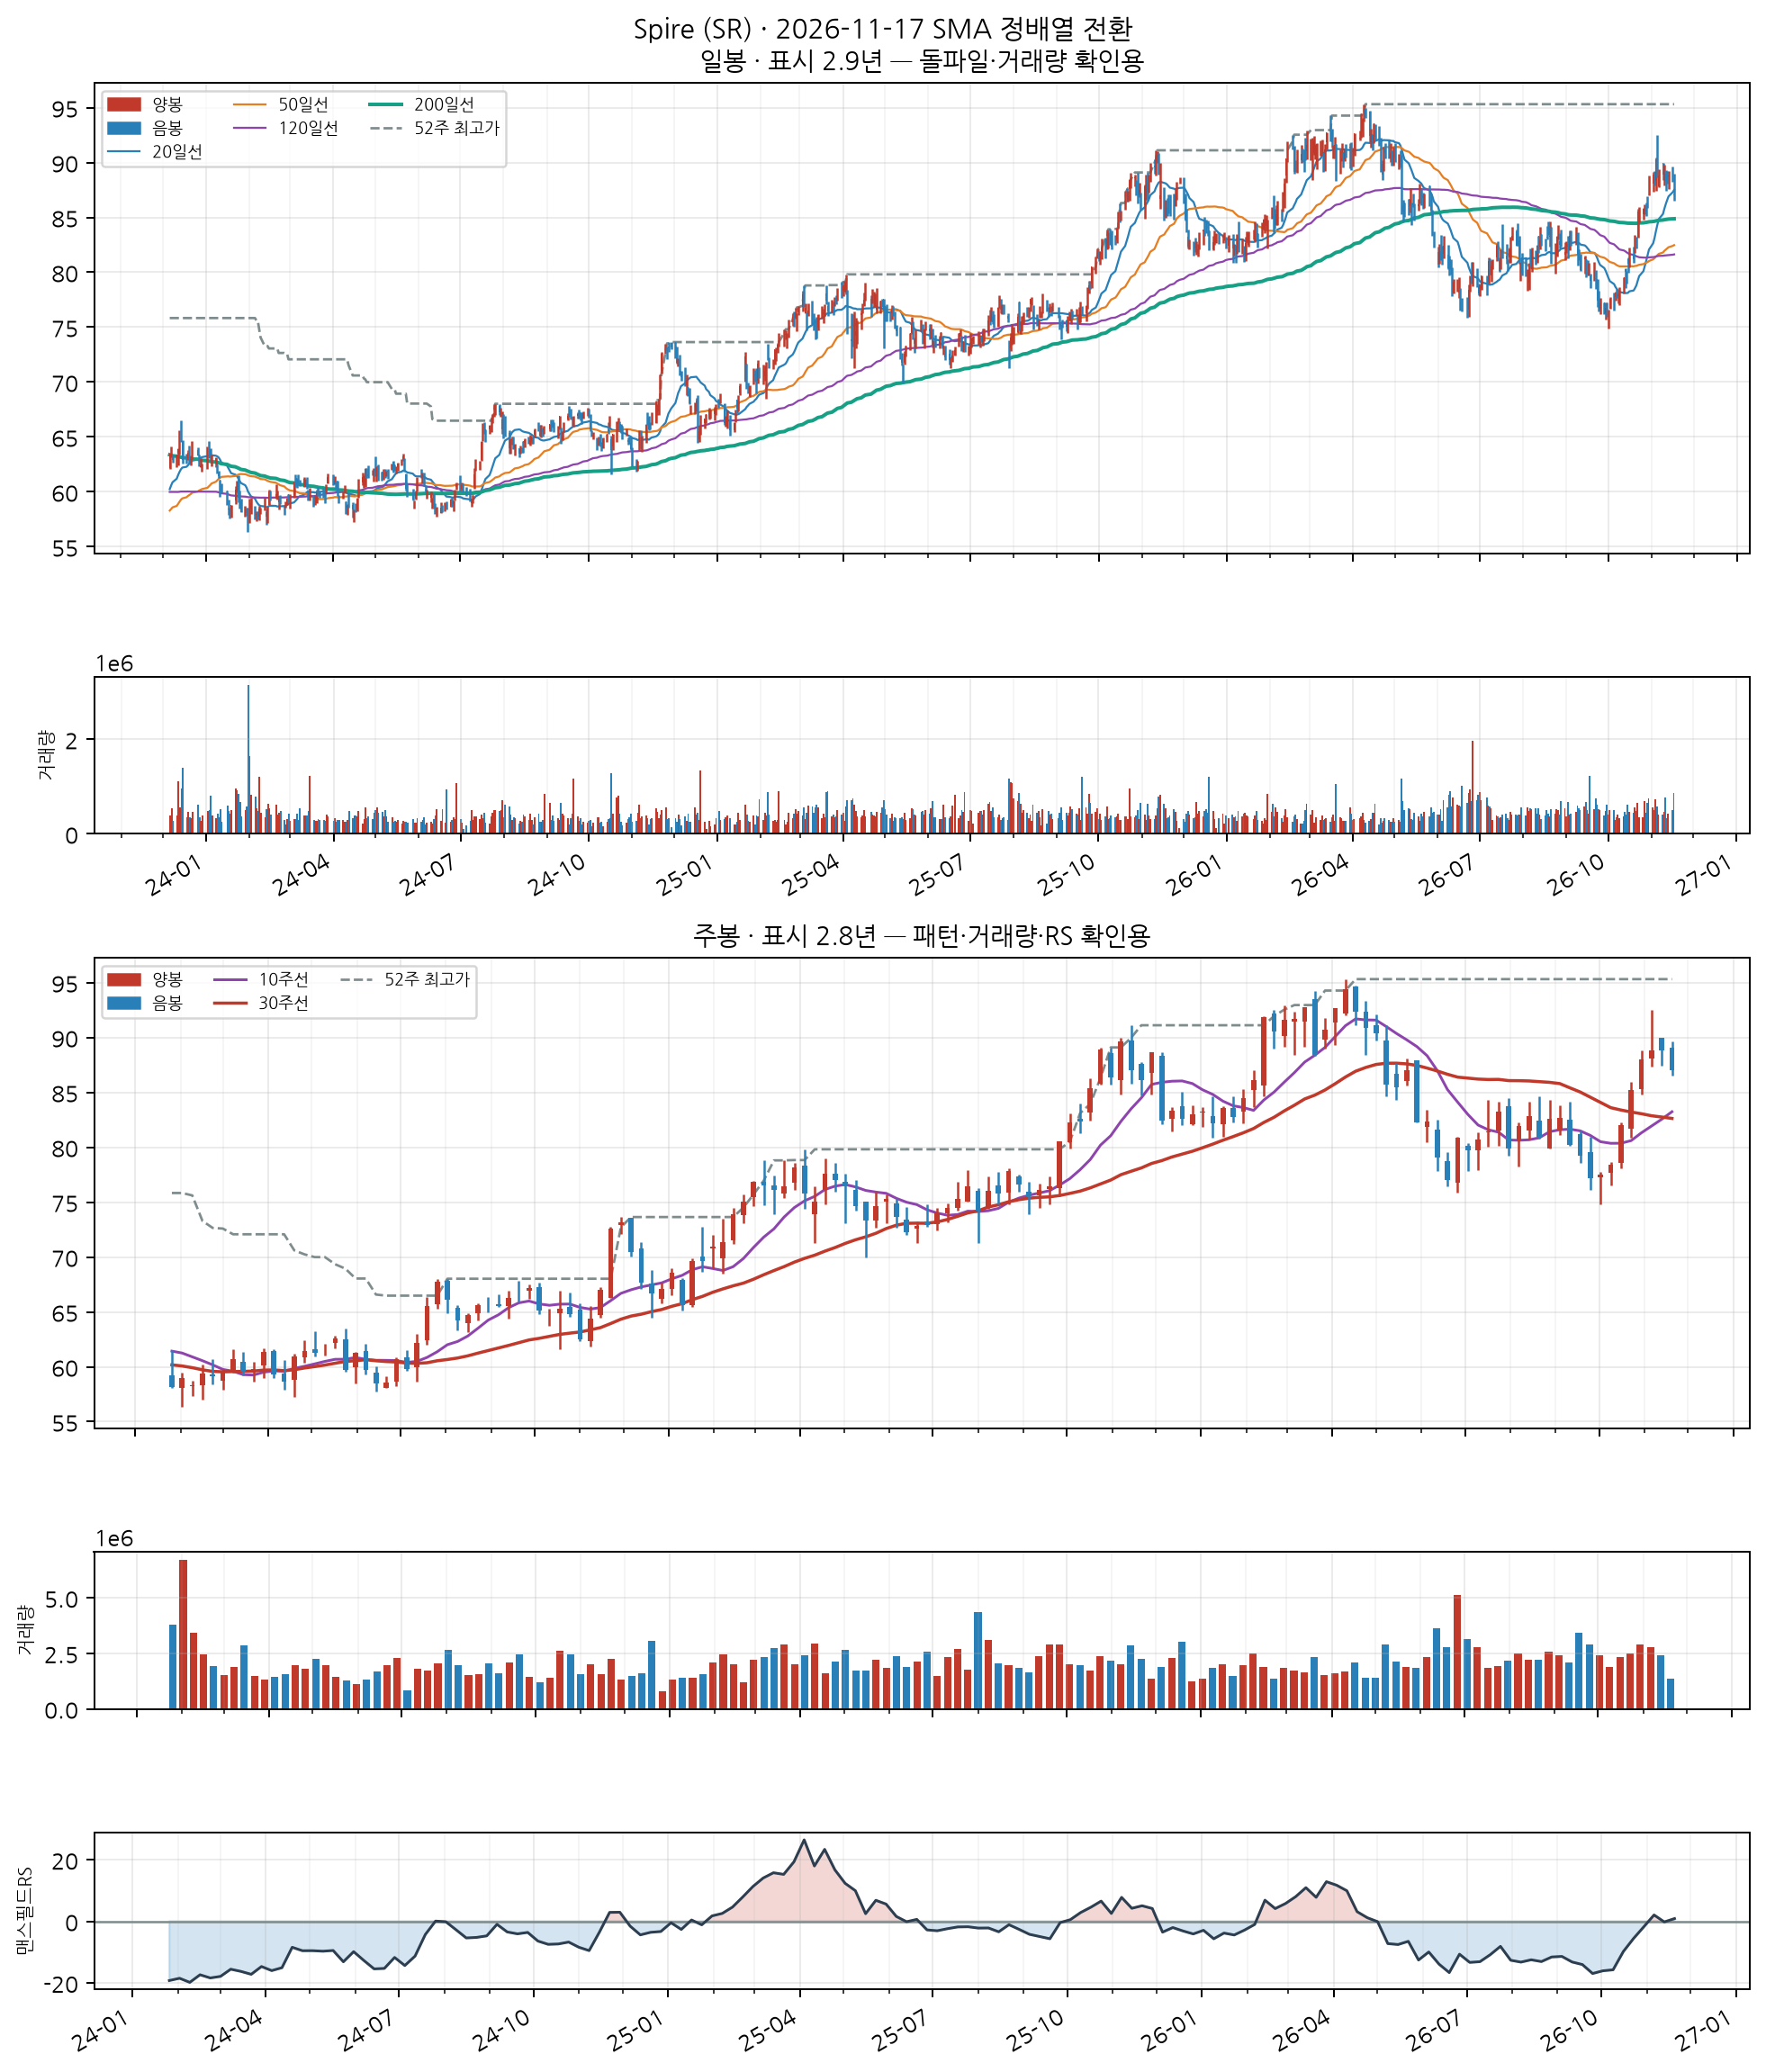 Spire (SR) · 2026-11-17 SMA 정배열 전환
일봉 · 표시 2.9년 — 돌파일·거래량 확인용
양봉
음봉
20일선
50일선
120일선
200일선
52주 최고가
95
90
85
80
75
70
65
60
55
1e6
거래량
2
0
24-01
24-04
24-07
24-10
25-01
25-04
25-07
25-10
26-01
26-04
26-07
26-10
27-01
주봉 · 표시 2.8년 — 패턴·거래량·RS 확인용
양봉
음봉
10주선
30주선
52주 최고가
95
90
85
80
75
70
65
60
55
1e6
거래량
5.0
2.5
0.0
맨스필드RS
20
0
-20
24-01
24-04
24-07
24-10
25-01
25-04
25-07
25-10
26-01
26-04
26-07
26-10
27-01